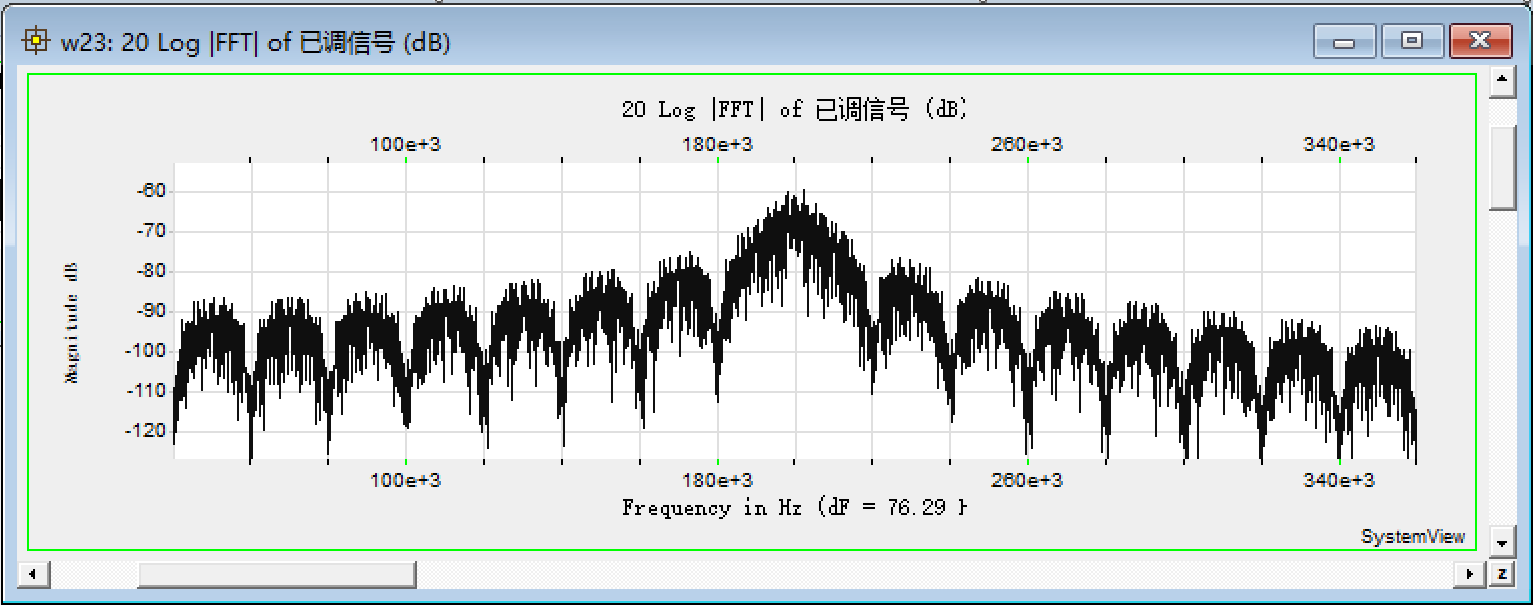 w23: 20 Log |FFT| of 已调信号 (dB)
20 Log |FFT| of 已调信号 (dB)
100e+3 180e+3 260e+3 340e+3
-60
-70
-80
-90
-100
-110
-120
Magnitude dB
100e+3 180e+3 260e+3 340e+3
Frequency in Hz (dF = 76.29 }
SystemView
z